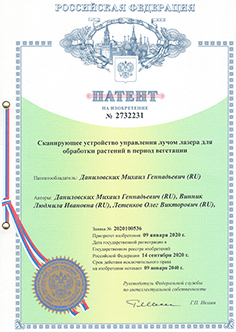 РОССИЙСКАЯ ФЕДЕРАЦИЯ
ПАТЕНТ
НА ИЗОБРЕТЕНИЕ
№ 2732231
Сканирующее устройство управления лучом лазера для
обработки растений в период вегетации
Патентообладатель: Даниловских Михаил Геннадьевич (RU)
Авторы: Даниловских Михаил Геннадьевич (RU), Винник
Людмила Ивановна (RU), Летенков Олег Викторович (RU),
Заявка № 2020100536
Приоритет изобретения 09 января 2020 г.
Дата государственной регистрации в
Государственном реестре изобретений
Российской Федерации 14 сентября 2020 г.
Срок действия исключительного права
на изобретение истекает 09 января 2040 г.
Руководитель Федеральной службы
по интеллектуальной собственности
Г.П. Ивлиев